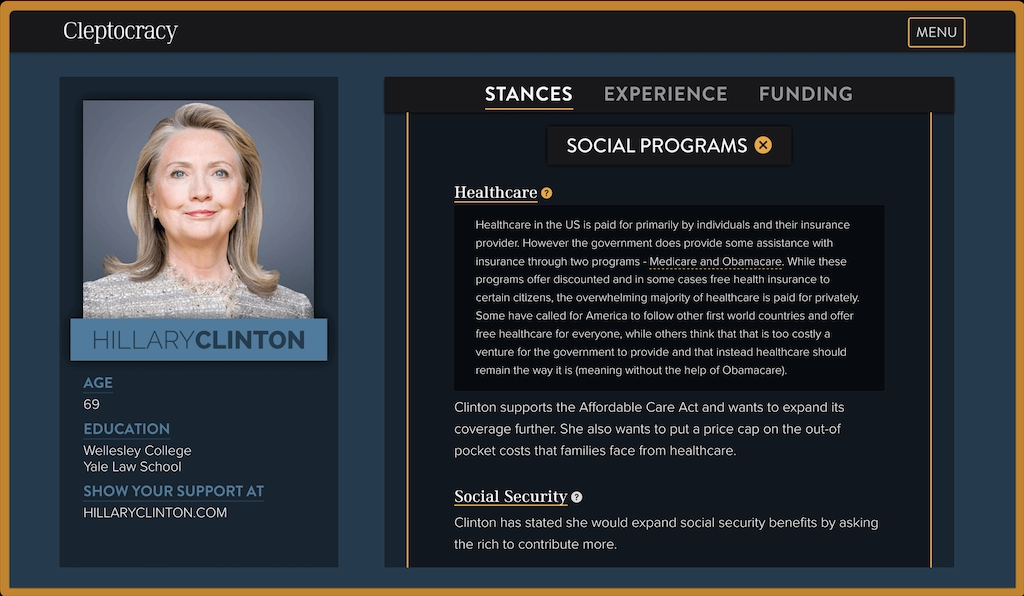 Cleptocracy
MENU
HILLARYCLINTON
AGE
69
EDUCATION
Wellesley College
Yale Law School
SHOW YOUR SUPPORT AT
HILLARYCLINTON.COM
STANCES EXPERIENCE FUNDING
SOCIAL PROGRAMS
Healthcare ?
Healthcare in the US is paid for primarily by individuals and their insurance
provider. However the government does provide some assistance with
insurance through two programs - Medicare and Obamacare. While these
programs offer discounted and in some cases free health insurance to
certain citizens, the overwhelming majority of healthcare is paid for privately.
Some have called for America to follow other first world countries and offer
free healthcare for everyone, while others think that that is too costly a
venture for the government to provide and that instead healthcare should
remain the way it is (meaning without the help of Obamacare).
Clinton supports the Affordable Care Act and wants to expand its
coverage further. She also wants to put a price cap on the out-of
pocket costs that families face from healthcare.
Social Security ?
Clinton has stated she would expand social security benefits by asking
the rich to contribute more.